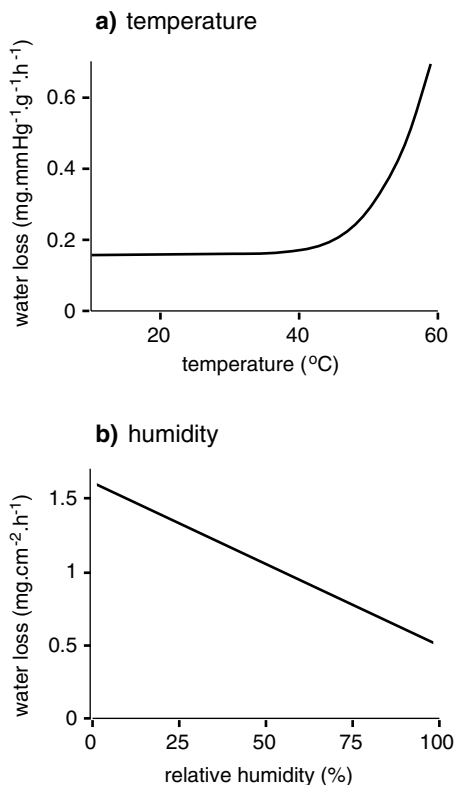 a) temperature
water loss (mg.mmHg⁻¹.g⁻¹.h⁻¹)
0.6
0.4
0.2
0
20
40
60
temperature (°C)
b) humidity
water loss (mg.cm⁻².h⁻¹)
1.5
1
0.5
0
0
25
50
75
100
relative humidity (%)